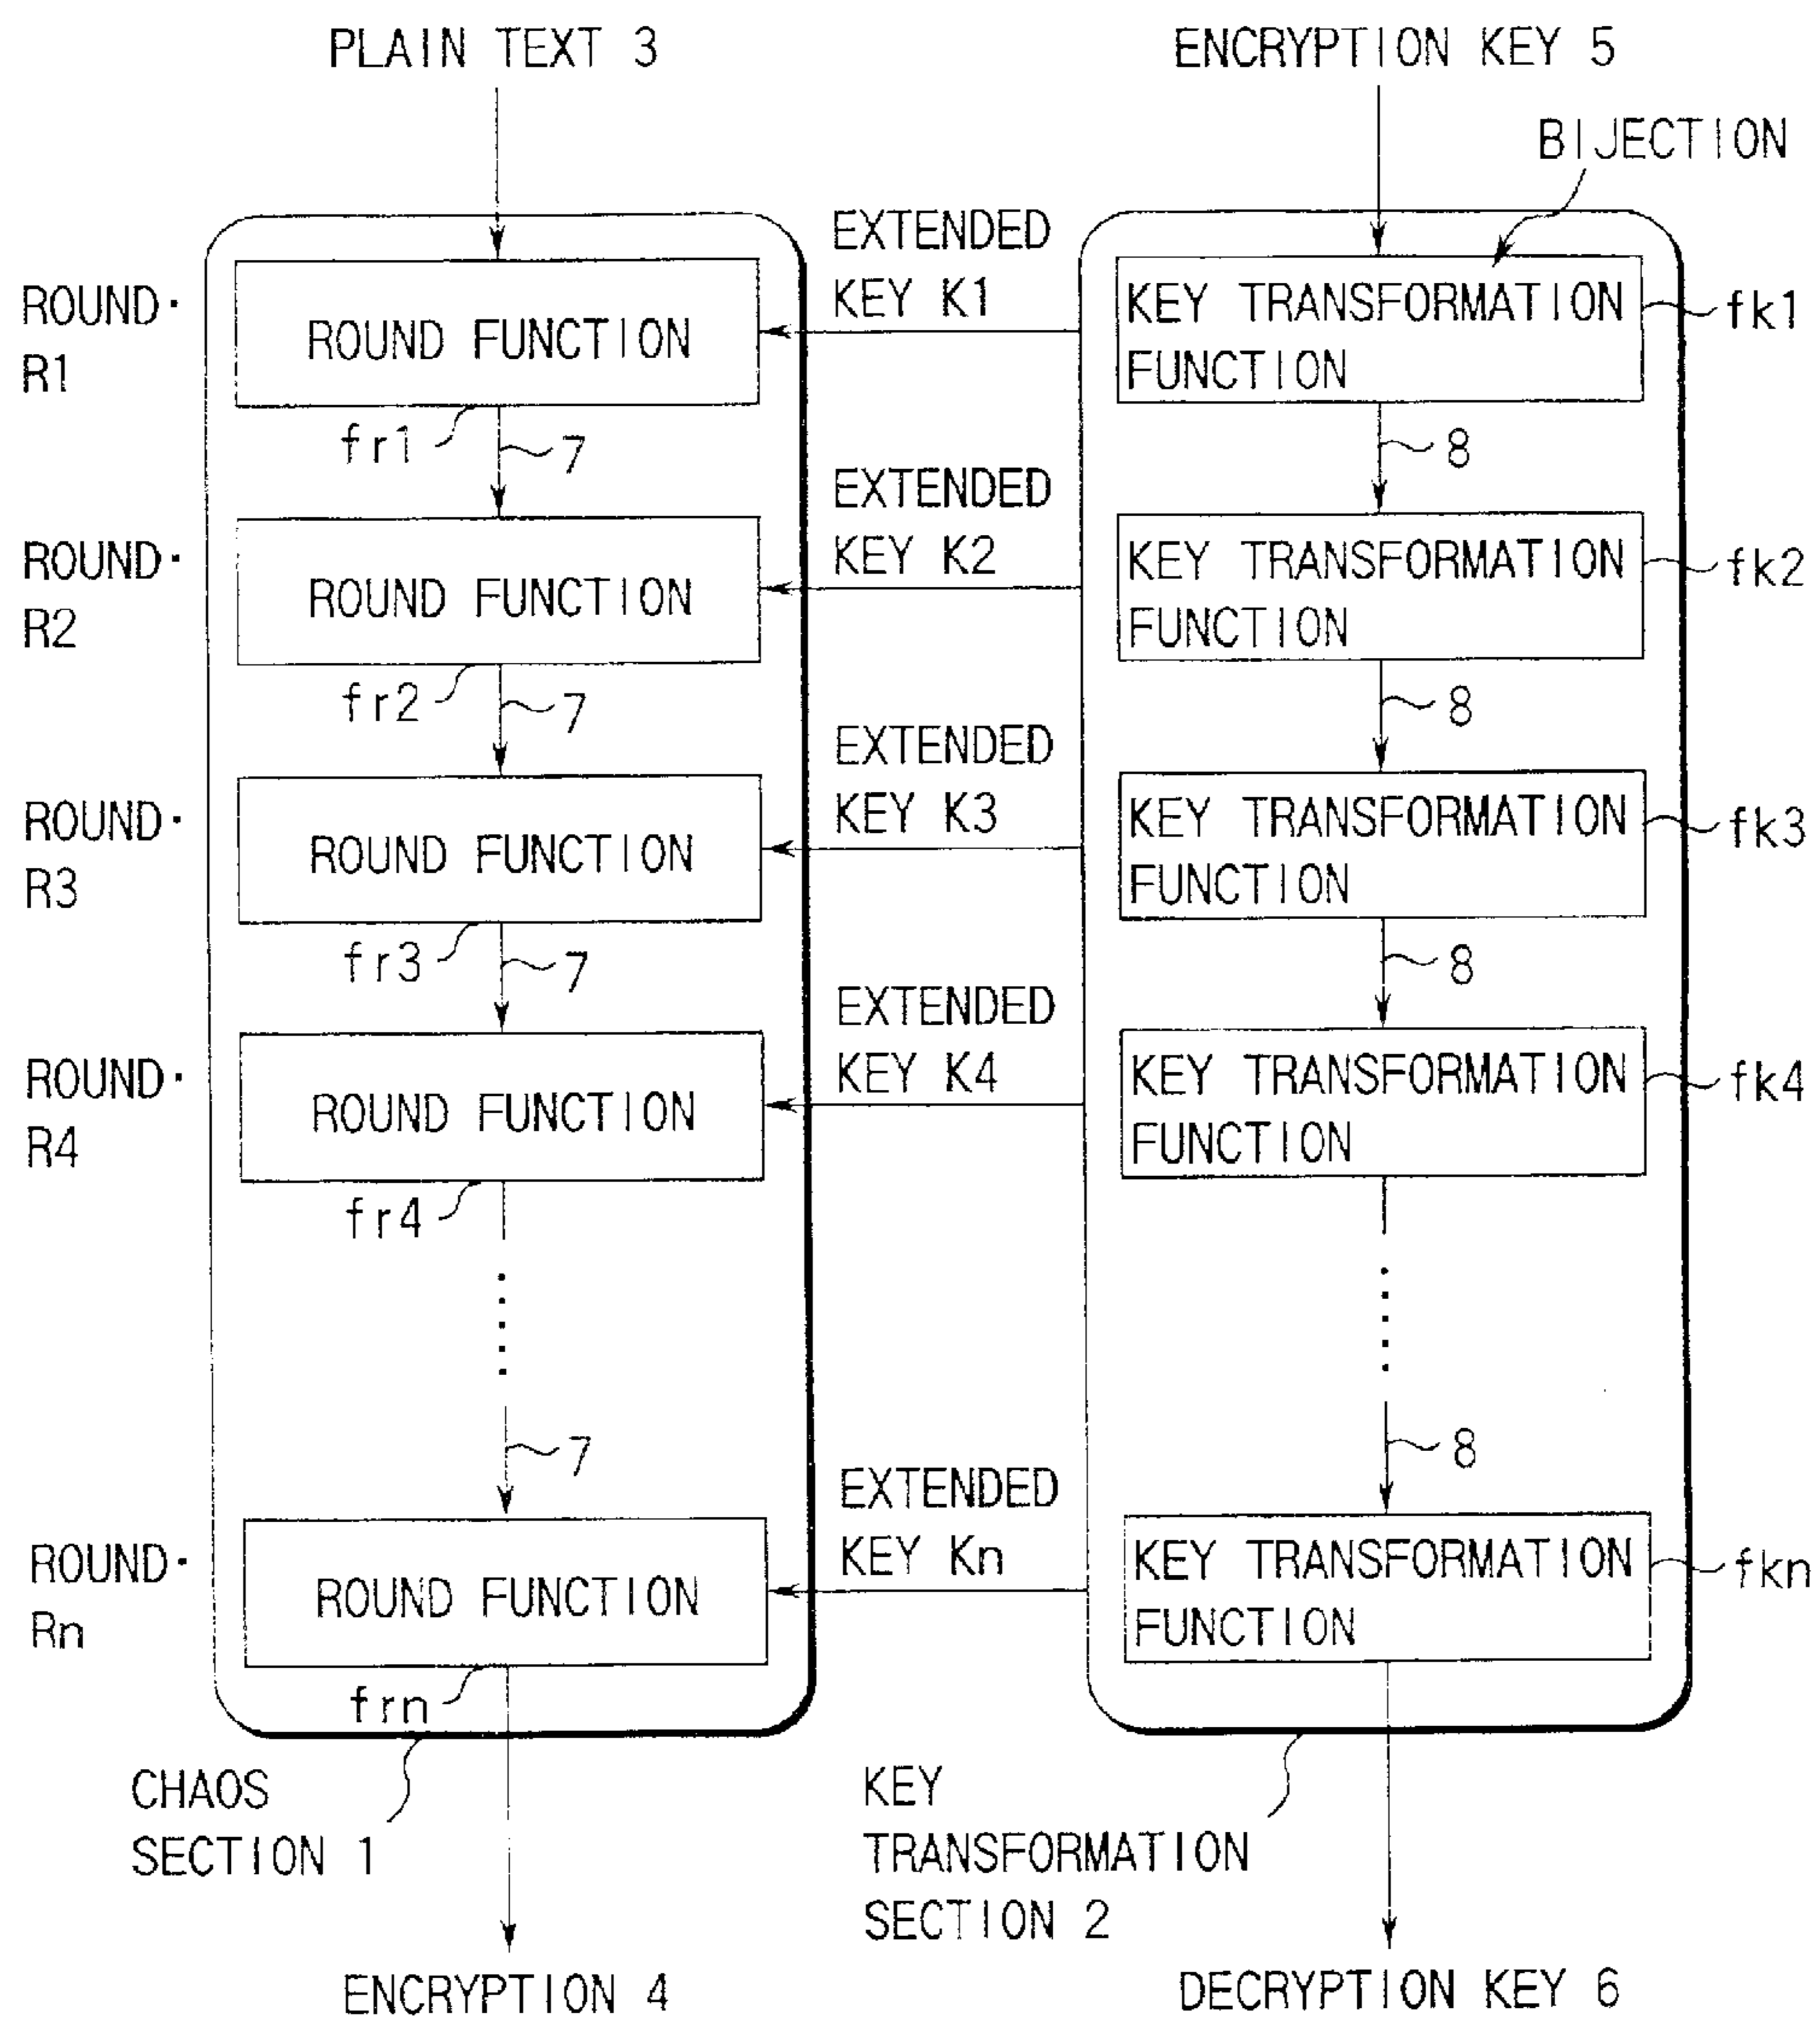 PLAIN TEXT 3
ENCRYPTION KEY 5
BIJECTION
ROUND·
R1
ROUND FUNCTION
fr1
7
EXTENDED
KEY K1
KEY TRANSFORMATION
FUNCTION
fk1
8
ROUND·
R2
ROUND FUNCTION
fr2
7
EXTENDED
KEY K2
KEY TRANSFORMATION
FUNCTION
fk2
8
ROUND·
R3
ROUND FUNCTION
fr3
7
EXTENDED
KEY K3
KEY TRANSFORMATION
FUNCTION
fk3
8
ROUND·
R4
ROUND FUNCTION
fr4
EXTENDED
KEY K4
KEY TRANSFORMATION
FUNCTION
fk4
7
8
ROUND·
Rn
ROUND FUNCTION
frn
EXTENDED
KEY Kn
KEY TRANSFORMATION
FUNCTION
fkn
CHAOS
SECTION 1
KEY
TRANSFORMATION
SECTION 2
ENCRYPTION 4
DECRYPTION KEY 6